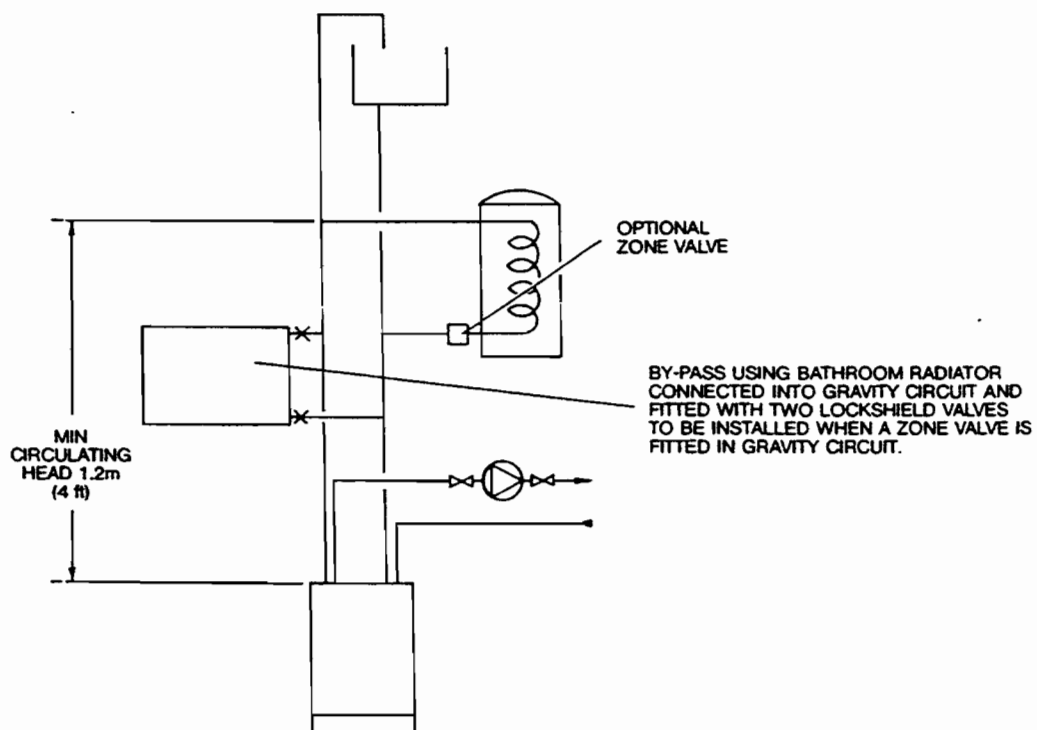 OPTIONAL
ZONE VALVE
BY-PASS USING BATHROOM RADIATOR
CONNECTED INTO GRAVITY CIRCUIT AND
FITTED WITH TWO LOCKSHIELD VALVES
TO BE INSTALLED WHEN A ZONE VALVE IS
FITTED IN GRAVITY CIRCUIT.
MIN
CIRCULATING
HEAD 1.2m
(4 ft)